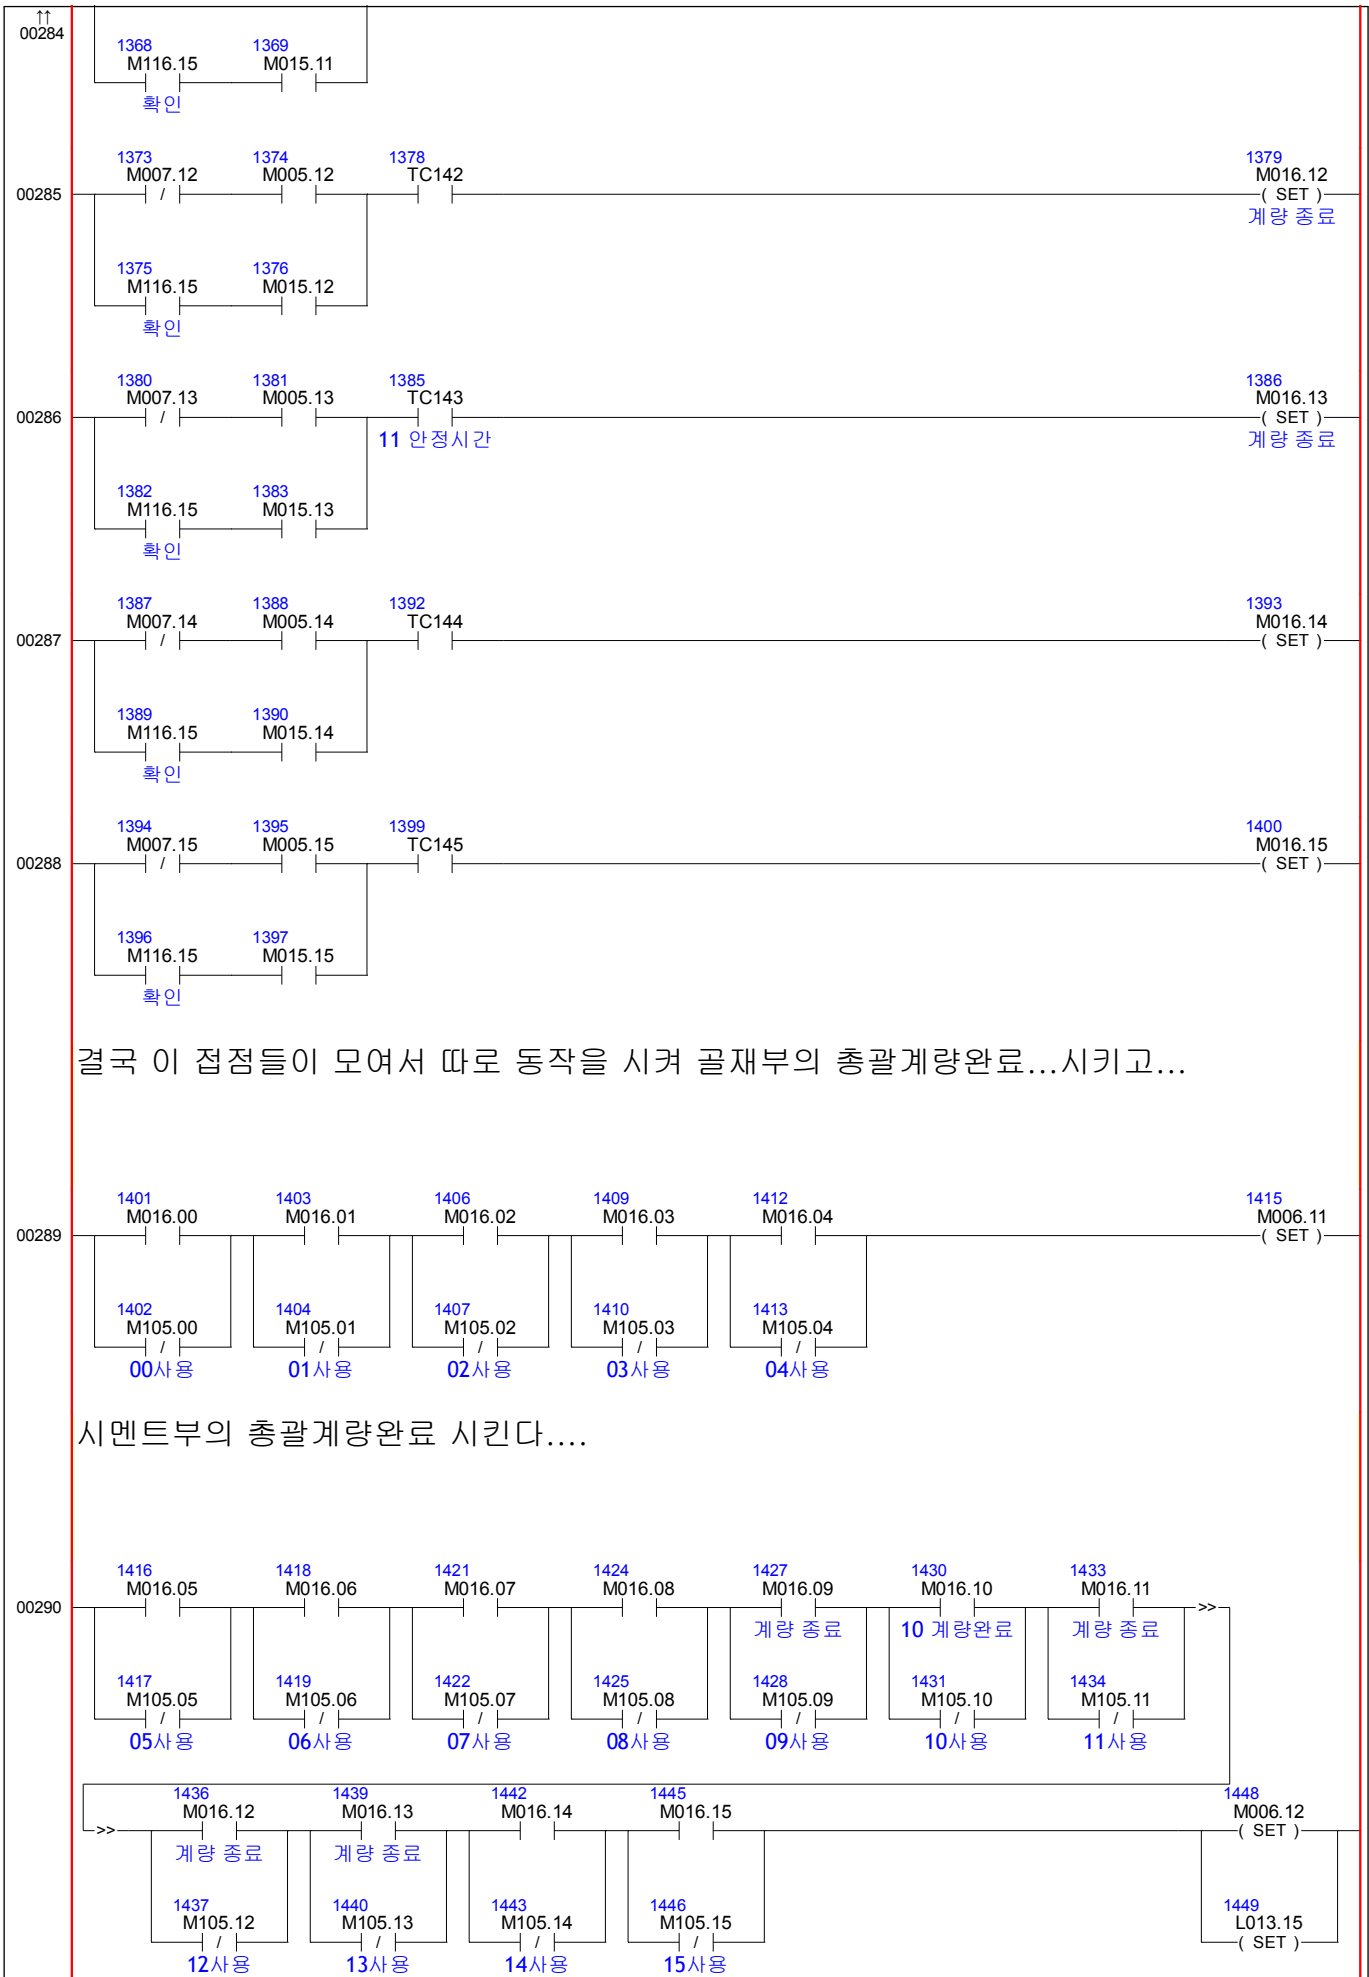 ↑↑
00284
1368 1369
M116.15 M015.11
확인
1373 1374 1378 1379
M007.12 M005.12 TC142 M016.12
00285 / ( SET )
계량 종료
1375 1376
M116.15 M015.12
확인
1380 1381 1385 1386
M007.13 M005.13 TC143 M016.13
00286 / ( SET )
11 안정시간 계량 종료
1382 1383
M116.15 M015.13
확인
1387 1388 1392 1393
M007.14 M005.14 TC144 M016.14
00287 / ( SET )
1389 1390
M116.15 M015.14
확인
1394 1395 1399 1400
M007.15 M005.15 TC145 M016.15
00288 / ( SET )
1396 1397
M116.15 M015.15
확인
결국 이 접점들이 모여서 따로 동작을 시켜 골재부의 총괄계량완료...시키고...
1401 1403 1406 1409 1412 1415
M016.00 M016.01 M016.02 M016.03 M016.04 M006.11
00289 ( SET )
1402 1404 1407 1410 1413
M105.00 M105.01 M105.02 M105.03 M105.04
/ / / / /
00사용 01사용 02사용 03사용 04사용
시멘트부의 총괄계량완료 시킨다....
1416 1418 1421 1424 1427 1430 1433
M016.05 M016.06 M016.07 M016.08 M016.09 M016.10 M016.11
00290 >>
계량 종료 10 계량완료 계량 종료
1417 1419 1422 1425 1428 1431 1434
M105.05 M105.06 M105.07 M105.08 M105.09 M105.10 M105.11
/ / / / / / /
05사용 06사용 07사용 08사용 09사용 10사용 11사용
1436 1439 1442 1445 1448
M016.12 M016.13 M016.14 M016.15 M006.12
>> ( SET )
계량 종료 계량 종료
1437 1440 1443 1446 1449
M105.12 M105.13 M105.14 M105.15 L013.15
/ / / / ( SET )
12사용 13사용 14사용 15사용